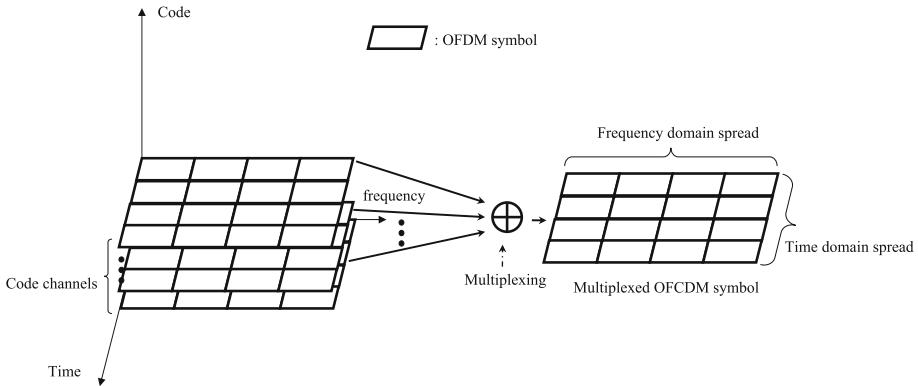 Code
: OFDM symbol
Frequency domain spread
frequency
Time domain spread
Code channels
Multiplexing
Multiplexed OFCDM symbol
Time